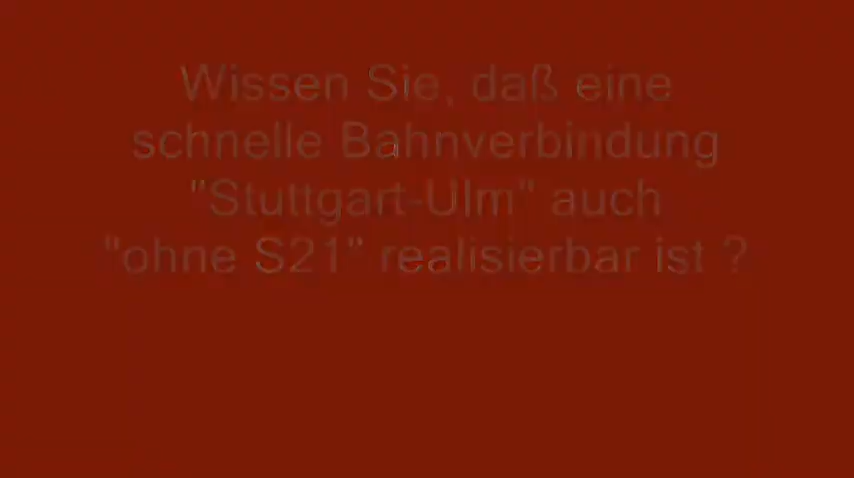 Wissen Sie, daß eine
schnelle Bahnverbindung
"Stuttgart-Ulm" auch
"ohne S21" realisierbar ist ?